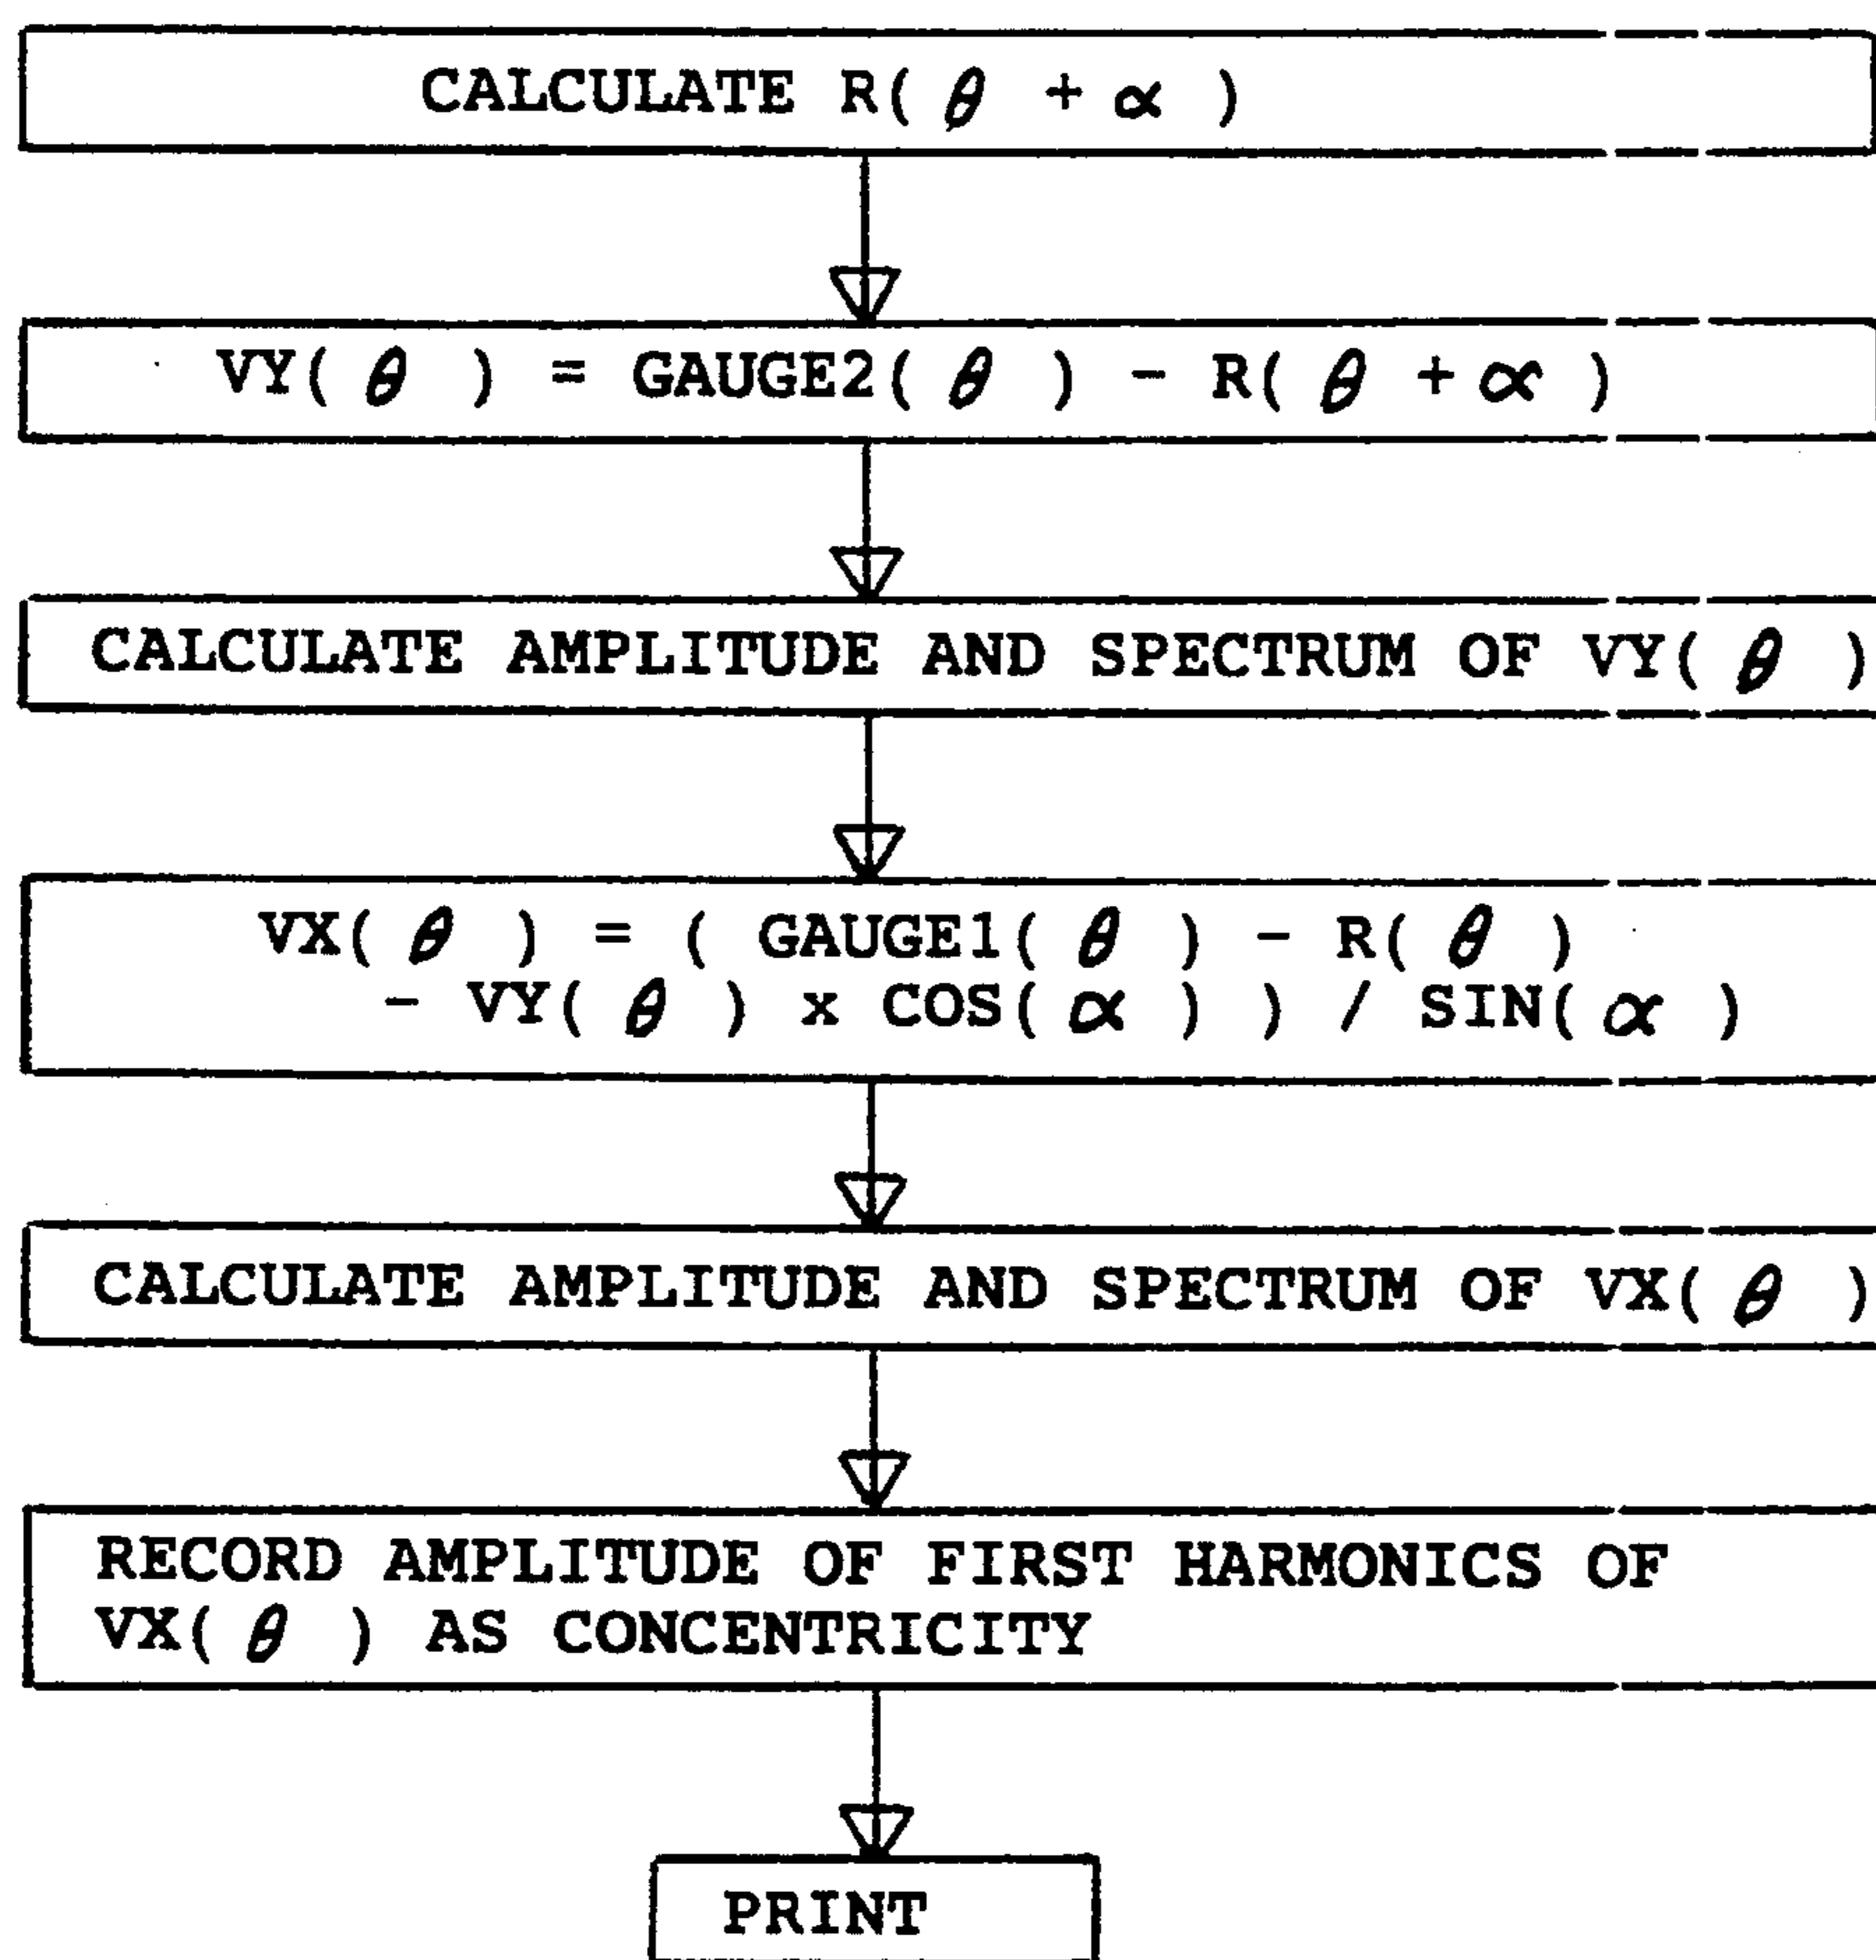 CALCULATE R( θ + α )
VY( θ ) = GAUGE2( θ ) - R( θ + α )
CALCULATE AMPLITUDE AND SPECTRUM OF VY( θ )
VX( θ ) = ( GAUGE1( θ ) - R( θ )
- VY( θ ) x COS( α ) ) / SIN( α )
CALCULATE AMPLITUDE AND SPECTRUM OF VX( θ )
RECORD AMPLITUDE OF FIRST HARMONICS OF
VX( θ ) AS CONCENTRICITY
PRINT